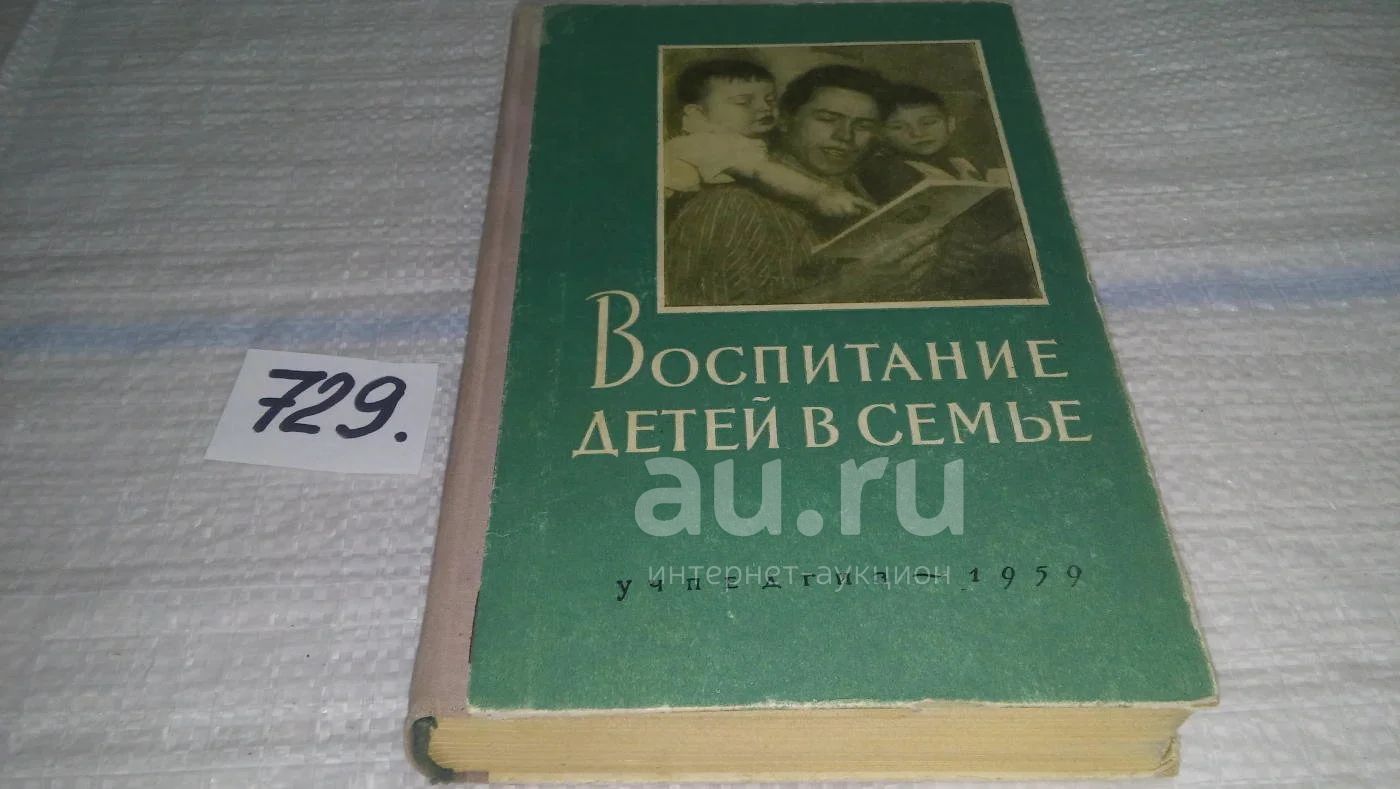 729.
Воспитание
детей в семье
au.ru
интернет-аукцион
учпедгиз — 1959